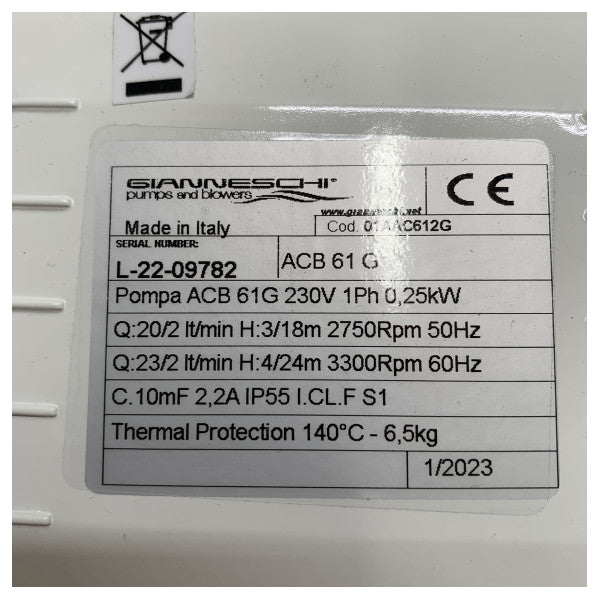 GIANNESCHI®
pumps and blowers
www.gianneschi.net
Made in Italy
Cod. 01AAC612G
SERIAL NUMBER:
L-22-09782
ACB 61 G
Pompa ACB 61G 230V 1Ph 0,25kW
Q:20/2 lt/min H:3/18m 2750Rpm 50Hz
Q:23/2 lt/min H:4/24m 3300Rpm 60Hz
C.10mF 2,2A IP55 I.CL.F S1
Thermal Protection 140°C - 6,5kg
1/2023
CE